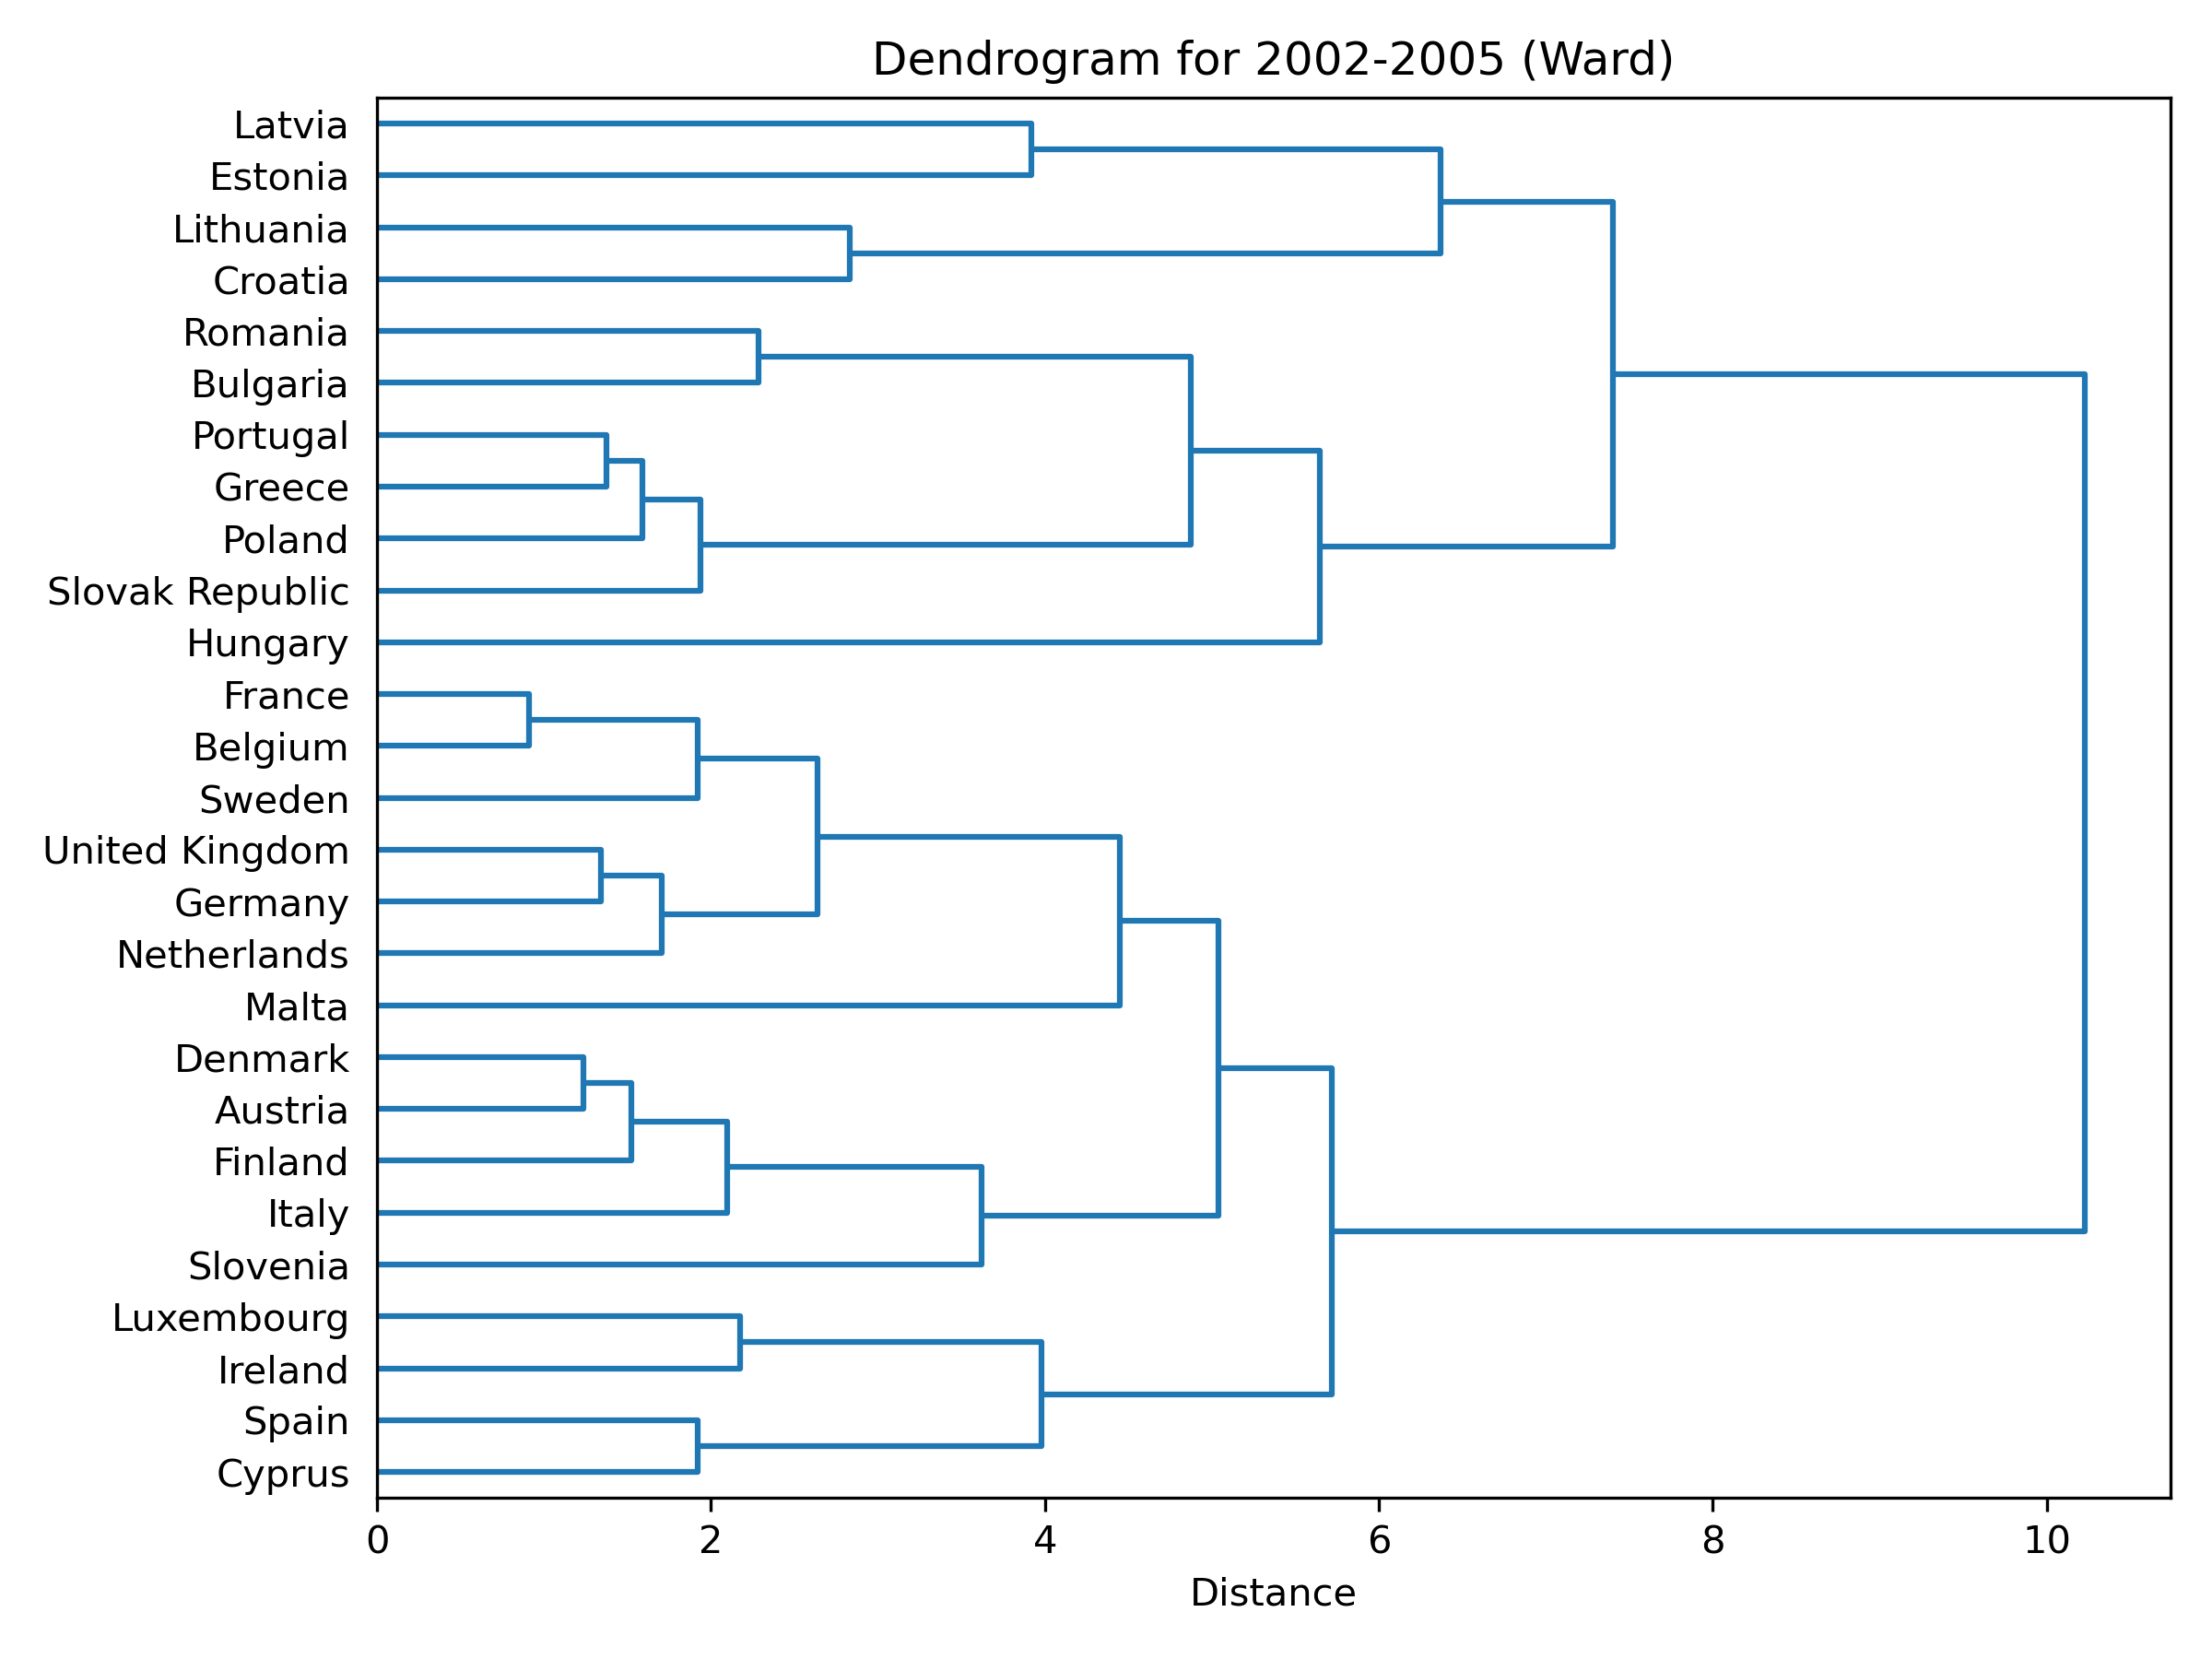 Dendrogram for 2002-2005 (Ward)
Latvia
Estonia
Lithuania
Croatia
Romania
Bulgaria
Portugal
Greece
Poland
Slovak Republic
Hungary
France
Belgium
Sweden
United Kingdom
Germany
Netherlands
Malta
Denmark
Austria
Finland
Italy
Slovenia
Luxembourg
Ireland
Spain
Cyprus
0 2 4 6 8 10
Distance